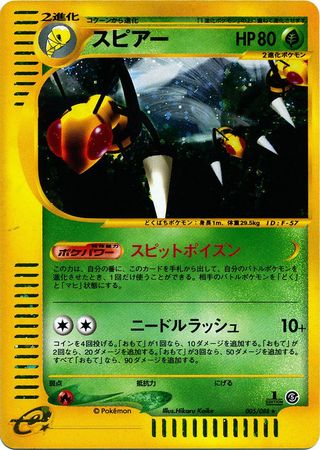 2進化
コクーンから進化
スピアー
HP80
2進化ポケモン
どくばちポケモン:身長1m、体重29.5kg ID:F-57
特殊能力
ポケパワー
スピットポイズン
この力は、自分の番に、このカードを手札から出して、自分のバトルポケモンを
進化させたとき、1回だけ使うことができる。相手のバトルポケモンを「どく」
と「マヒ」状態にする。
ニードルラッシュ 10+
コインを4回投げる。「おもて」が1回なら、10ダメージを追加する。「おもて」が
2回なら、20ダメージを追加する。「おもて」が3回なら、50ダメージを追加する。
すべて「おもて」なら、90ダメージを追加する。
弱点
抵抗力
にげる
e
© Pokémon
Illus.Hikaru Koike
005/088 ★
1
EDITION